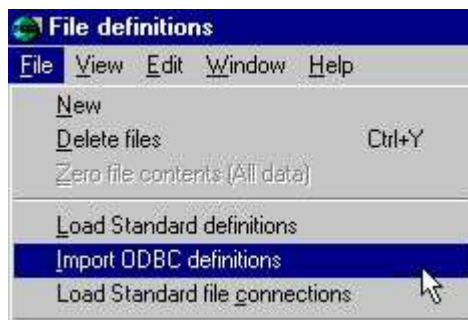 File definitions
File View Edit Window Help
New
Delete files Ctrl+Y
Zero file contents (All data)
Load Standard definitions
Import ODBC definitions
Load Standard file connections